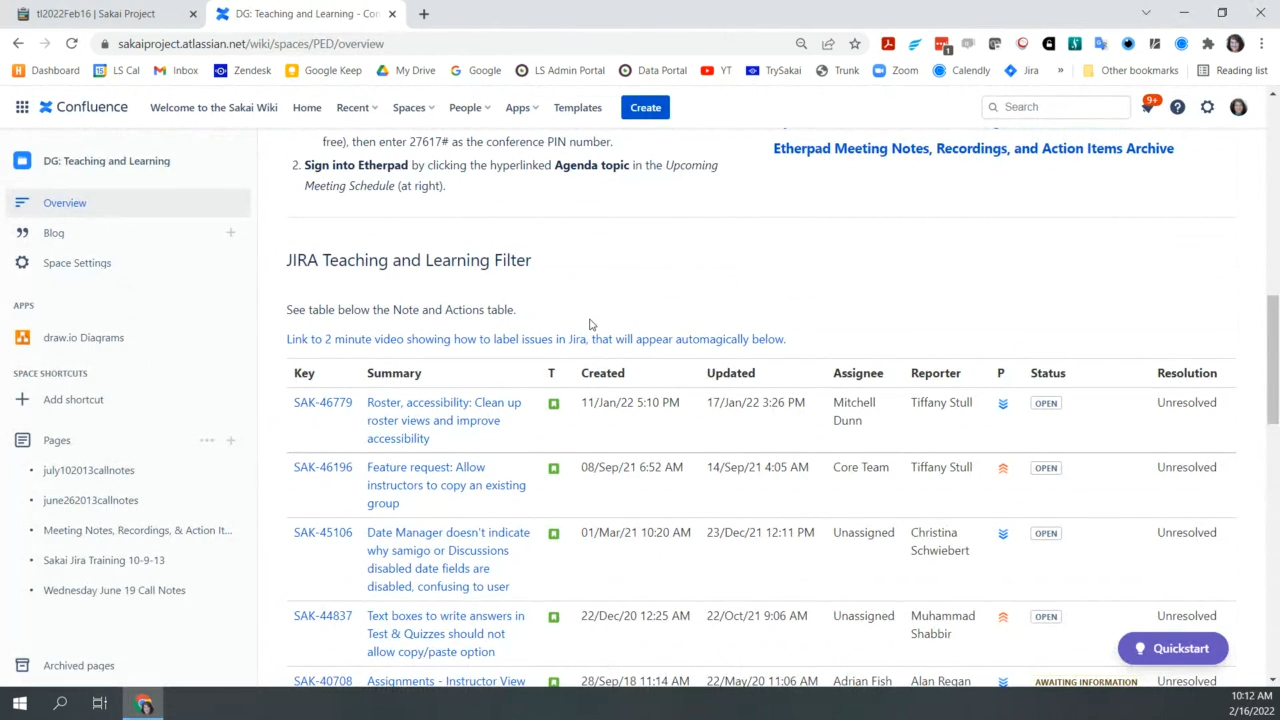 tl2022Feb16 | Sakai Project
DG: Teaching and Learning - Con
sakaiproject.atlassian.net/wiki/spaces/PED/overview
1
Dashboard
LS Cal
Inbox
Zendesk
Google Keep
My Drive
Google
LS Admin Portal
Data Portal
YT
TrySakai
Trunk
Zoom
Calendly
Jira
»
Other bookmarks
Reading list
Confluence
Welcome to the Sakai Wiki
Home
Recent
Spaces
People
Apps
Templates
Create
Search
9+
DG: Teaching and Learning
Overview
Blog
Space Settings
APPS
draw.io Diagrams
SPACE SHORTCUTS
Add shortcut
Pages
july102013callnotes
june262013callnotes
Meeting Notes, Recordings, & Action It...
Sakai Jira Training 10-9-13
Wednesday June 19 Call Notes
Archived pages
free), then enter 27617# as the conference PIN number.
2. Sign into Etherpad by clicking the hyperlinked Agenda topic in the Upcoming
Meeting Schedule (at right).
Etherpad Meeting Notes, Recordings, and Action Items Archive
JIRA Teaching and Learning Filter
See table below the Note and Actions table.
Link to 2 minute video showing how to label issues in Jira, that will appear automagically below.
Key Summary T Created Updated Assignee Reporter P Status Resolution
SAK-46779 Roster, accessibility: Clean up 11/Jan/22 5:10 PM 17/Jan/22 3:26 PM Mitchell Tiffany Stull OPEN Unresolved
roster views and improve Dunn
accessibility
SAK-46196 Feature request: Allow 08/Sep/21 6:52 AM 14/Sep/21 4:05 AM Core Team Tiffany Stull OPEN Unresolved
instructors to copy an existing
group
SAK-45106 Date Manager doesn't indicate 01/Mar/21 10:20 AM 23/Dec/21 12:11 PM Unassigned Christina OPEN Unresolved
why samigo or Discussions Schwiebert
disabled date fields are
disabled, confusing to user
SAK-44837 Text boxes to write answers in 22/Dec/20 12:25 AM 22/Oct/21 9:06 AM Unassigned Muhammad OPEN Unresolved
Test & Quizzes should not Shabbir
allow copy/paste option
SAK-40708 Assignments - Instructor View 28/Sep/18 11:14 AM 22/May/20 11:06 AM Adrian Fish Alan Regan AWAITING INFORMATION Unresolved
Quickstart
10:12 AM
2/16/2022